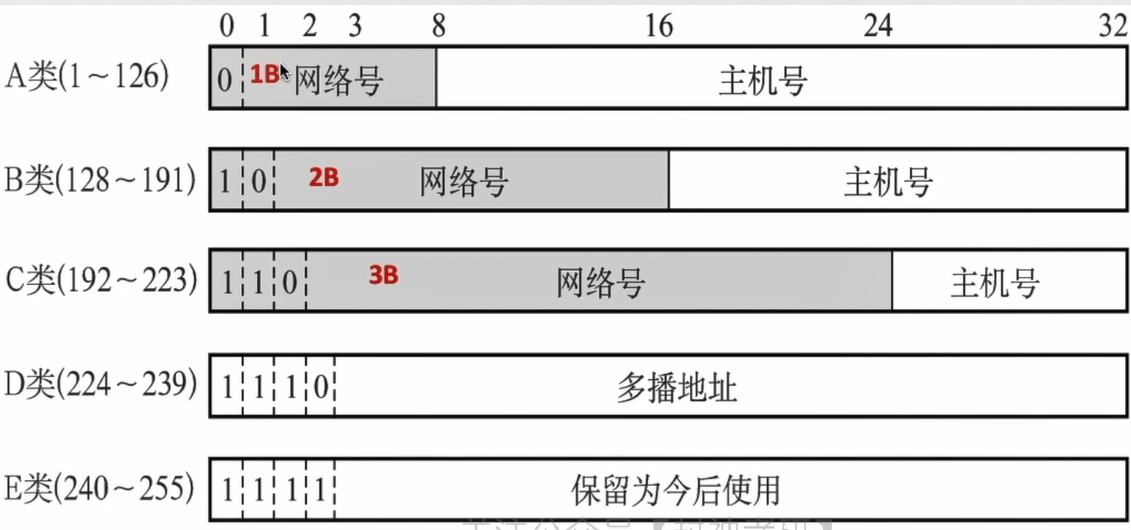 0 1 2 3 8 16 24 32
A类(1～126) 0 1B 网络号 主机号
B类(128～191) 1 0 2B 网络号 主机号
C类(192～223) 1 1 0 3B 网络号 主机号
D类(224～239) 1 1 1 0 多播地址
E类(240～255) 1 1 1 1 保留为今后使用